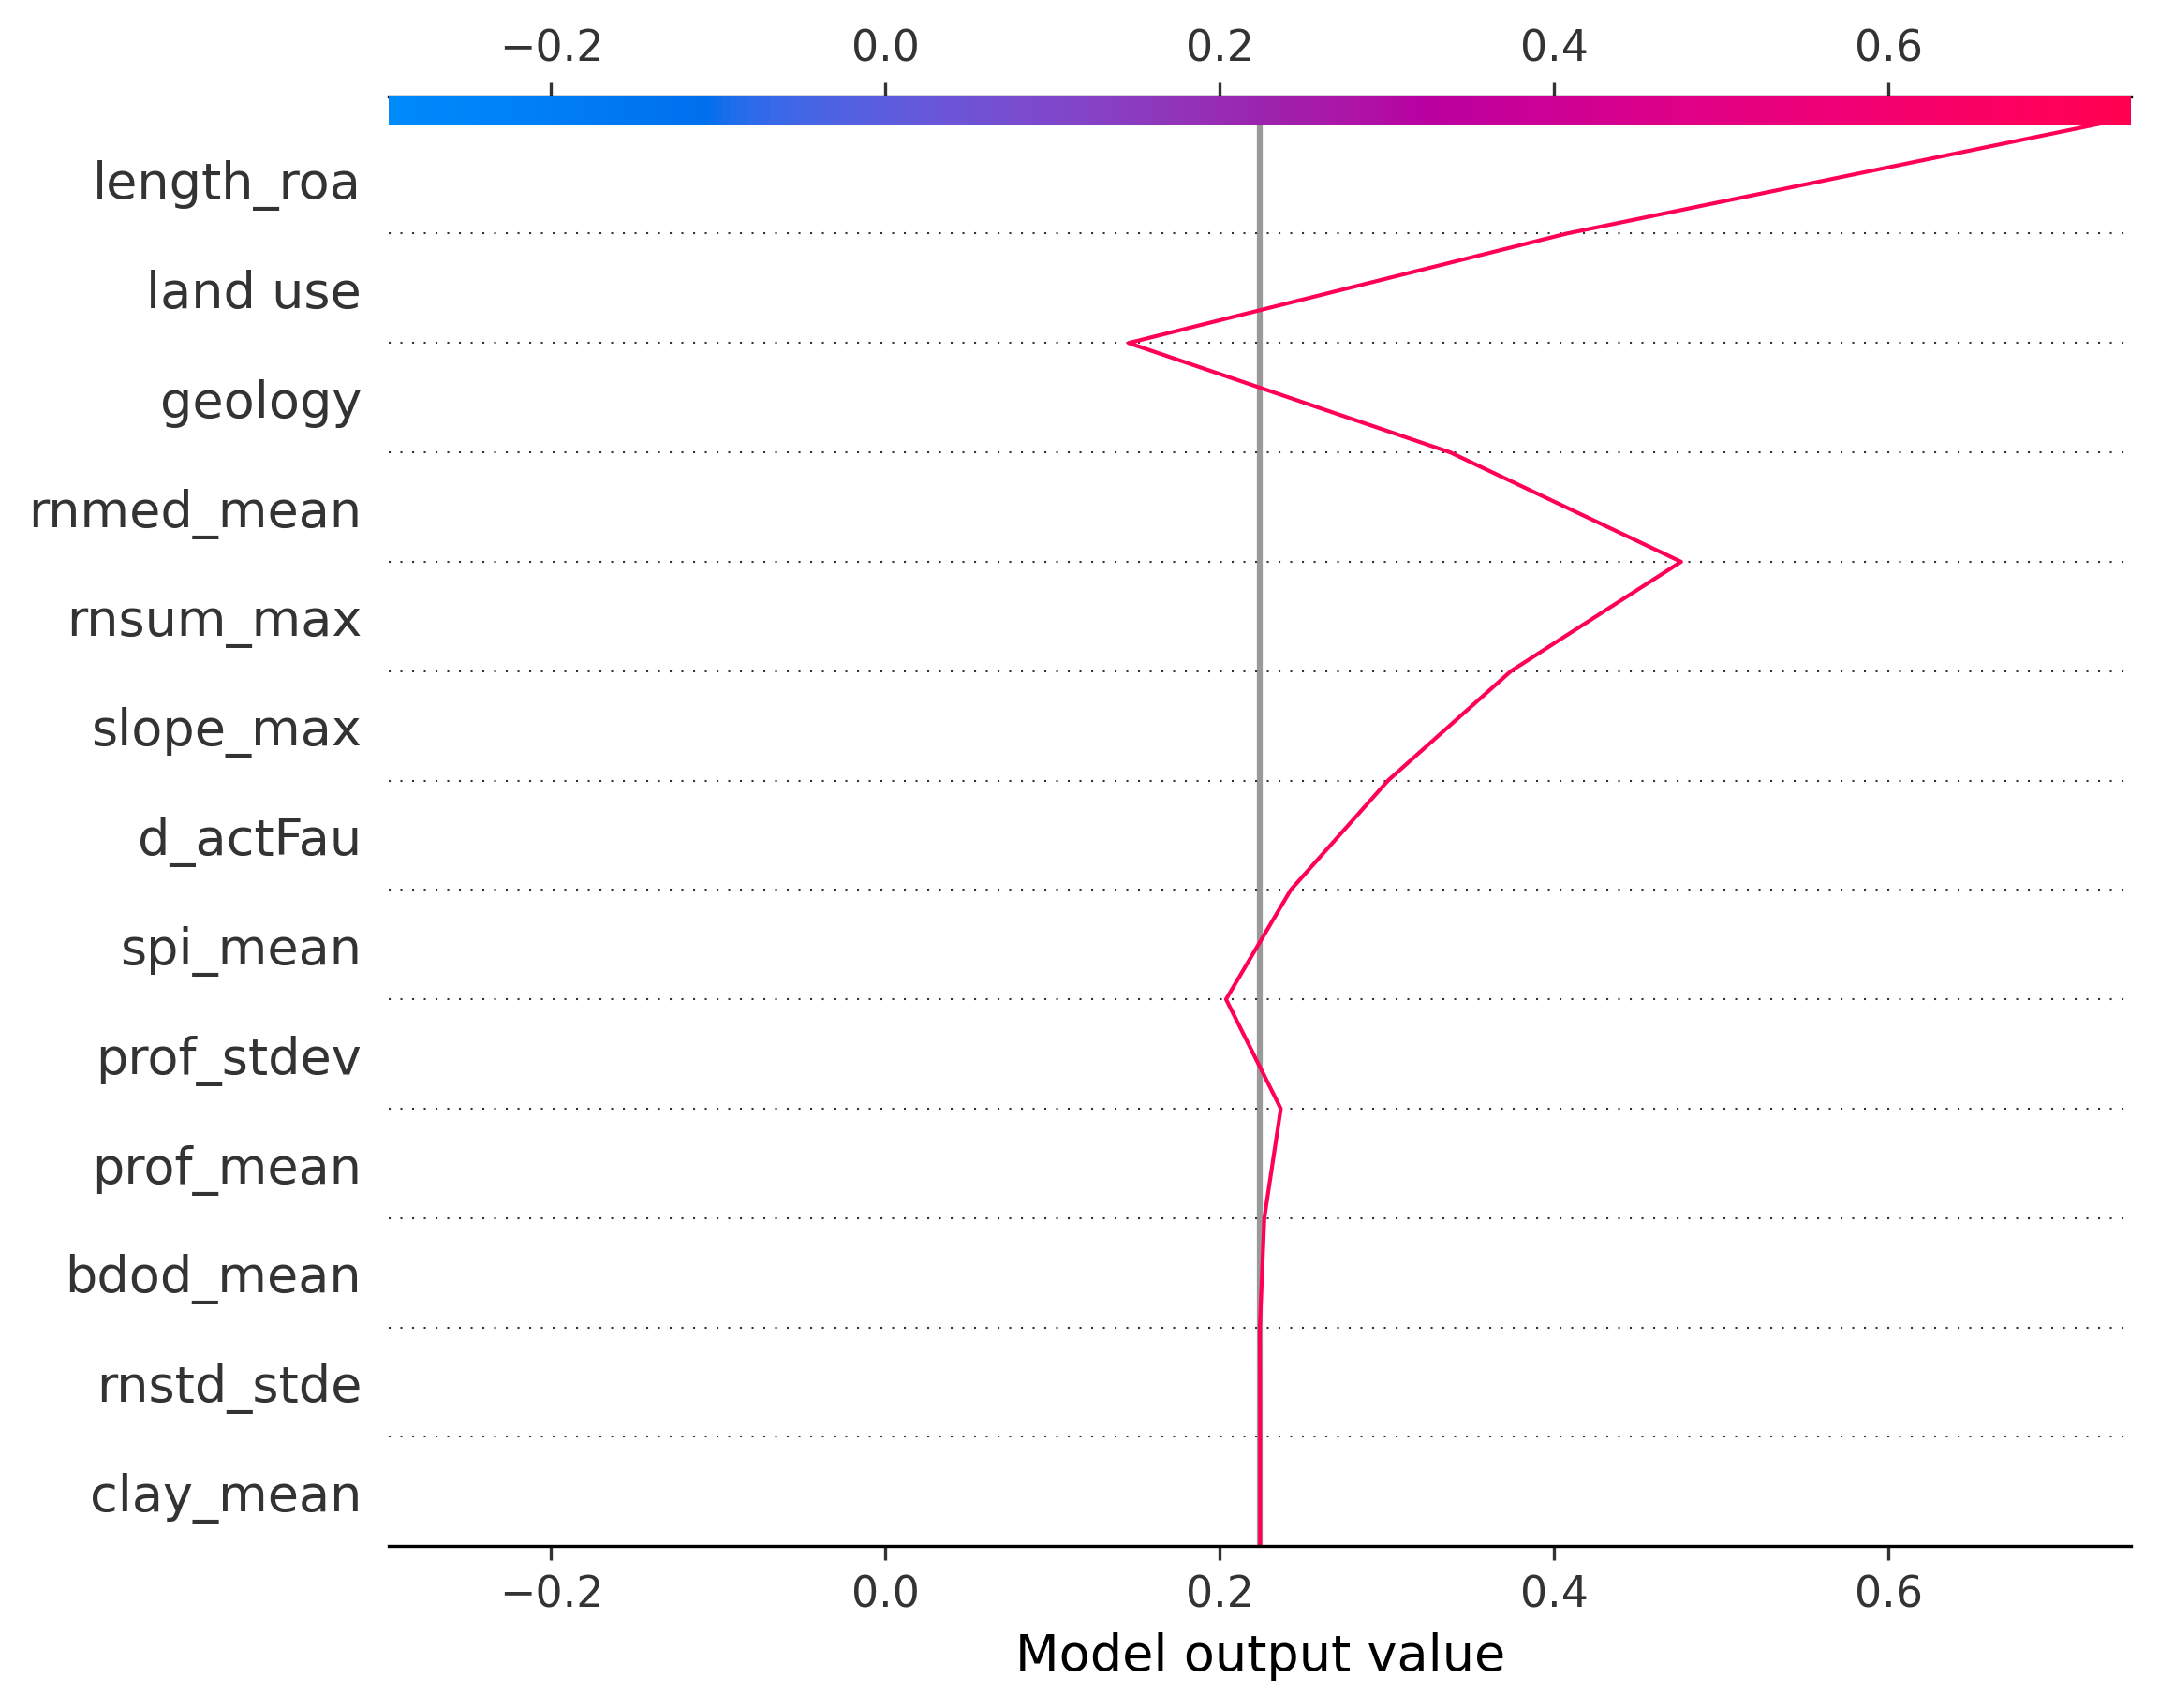 −0.2 0.0 0.2 0.4 0.6
length_roa
land use
geology
rnmed_mean
rnsum_max
slope_max
d_actFau
spi_mean
prof_stdev
prof_mean
bdod_mean
rnstd_stde
clay_mean
−0.2 0.0 0.2 0.4 0.6
Model output value